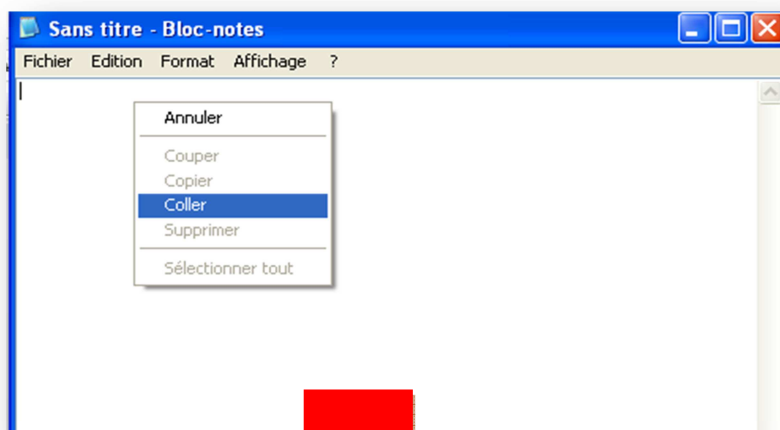 Sans titre - Bloc-notes
Fichier Edition Format Affichage ?
Annuler
Couper
Copier
Coller
Supprimer
Sélectionner tout